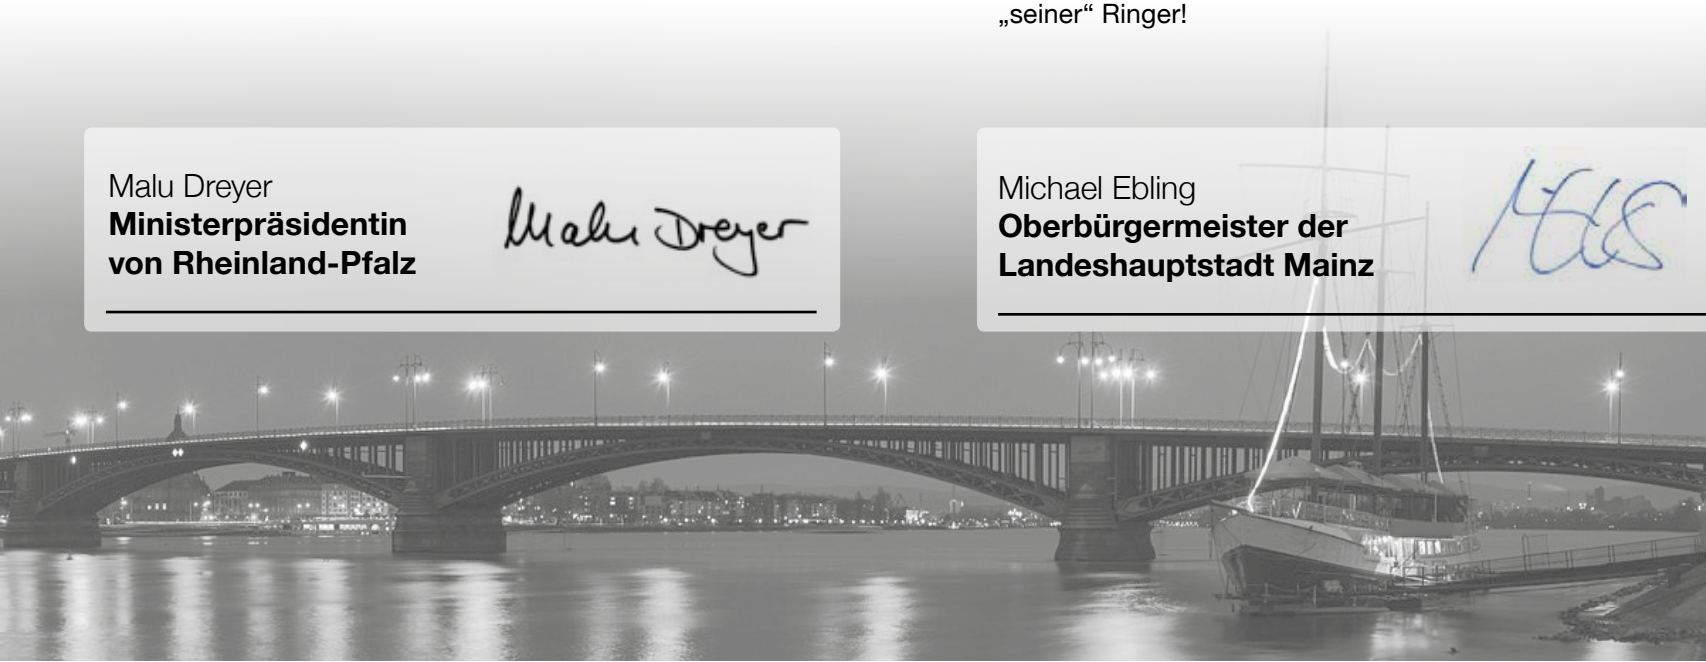 „seiner“ Ringer!
Malu Dreyer
Ministerpräsidentin
von Rheinland-Pfalz
Malu Dreyer
Michael Ebling
Oberbürgermeister der
Landeshauptstadt Mainz